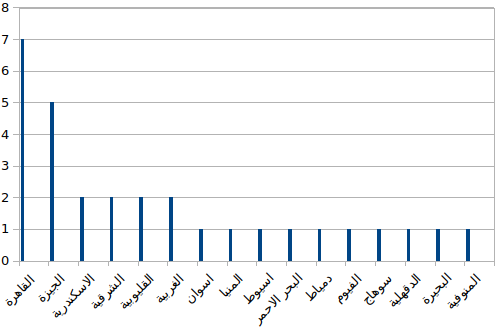 8
7
6
5
4
3
2
1
0
القاهرة
الجيزة
الاسكندرية
الشرقية
القليوبية
الغربية
اسوان
المنيا
اسيوط
البحر الاحمر
دمياط
الفيوم
سوهاج
الدقهلية
البحيرة
المنوفية